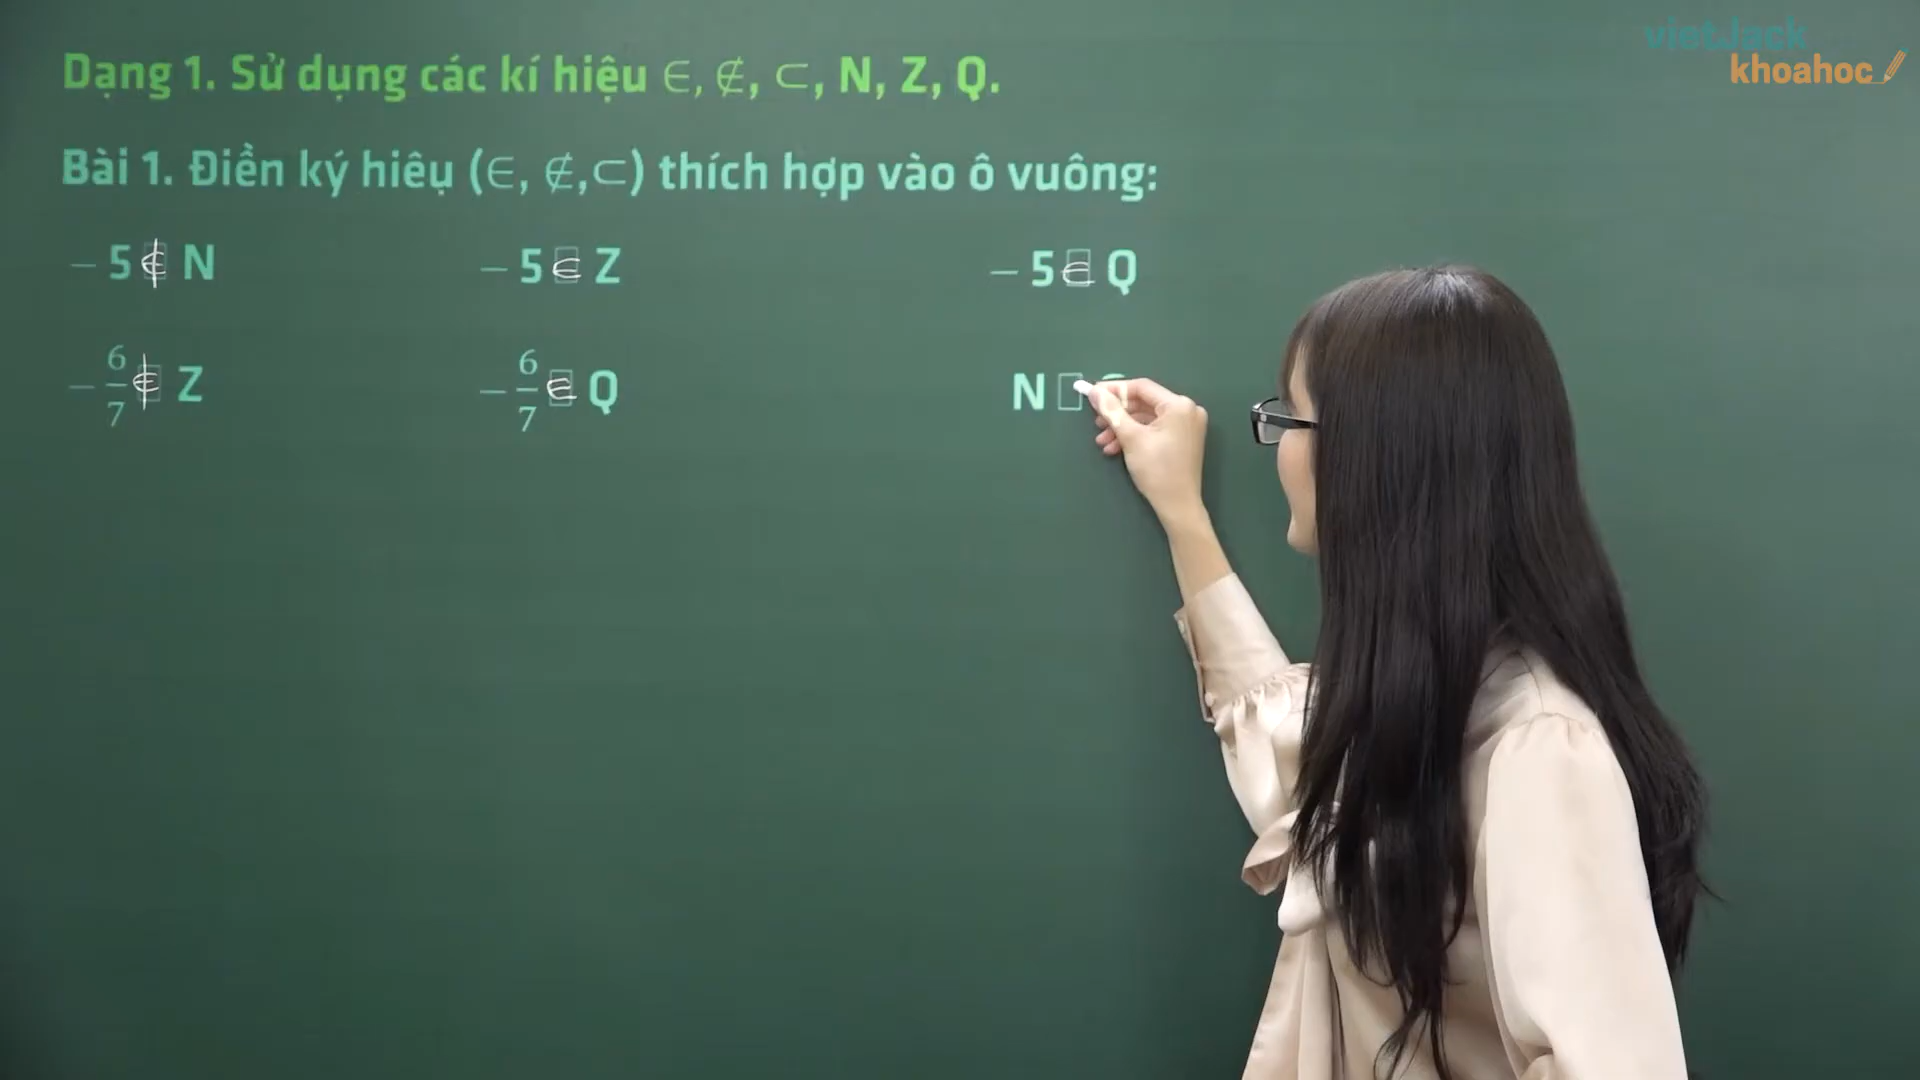 vietJack
khoahoc
Dạng 1. Sử dụng các kí hiệu ∈, ∉, ⊂, N, Z, Q.
Bài 1. Điền ký hiêụ (∈, ∉,⊂) thích hợp vào ô vuông:
− 5 ∉ N − 5 ∈ Z − 5 ∈ Q
− 6/7 ∉ Z − 6/7 ∈ Q N □